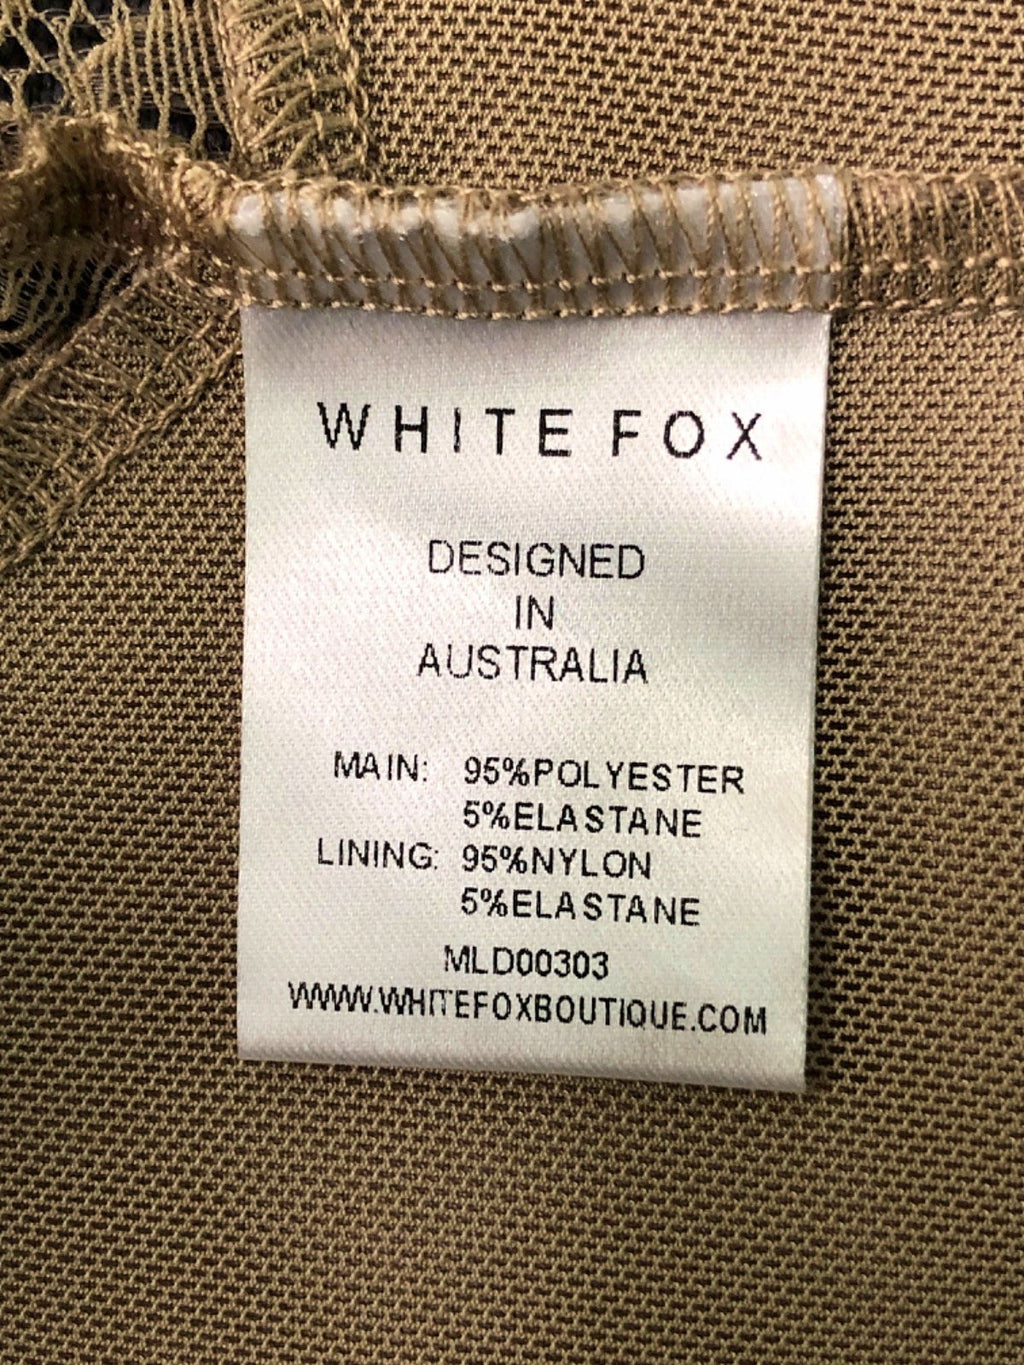 WHITE FOX
DESIGNED
IN
AUSTRALIA
MAIN: 95%POLYESTER
5%ELASTANE
LINING: 95%NYLON
5%ELASTANE
MLD00303
WWW.WHITEFOXBOUTIQUE.COM